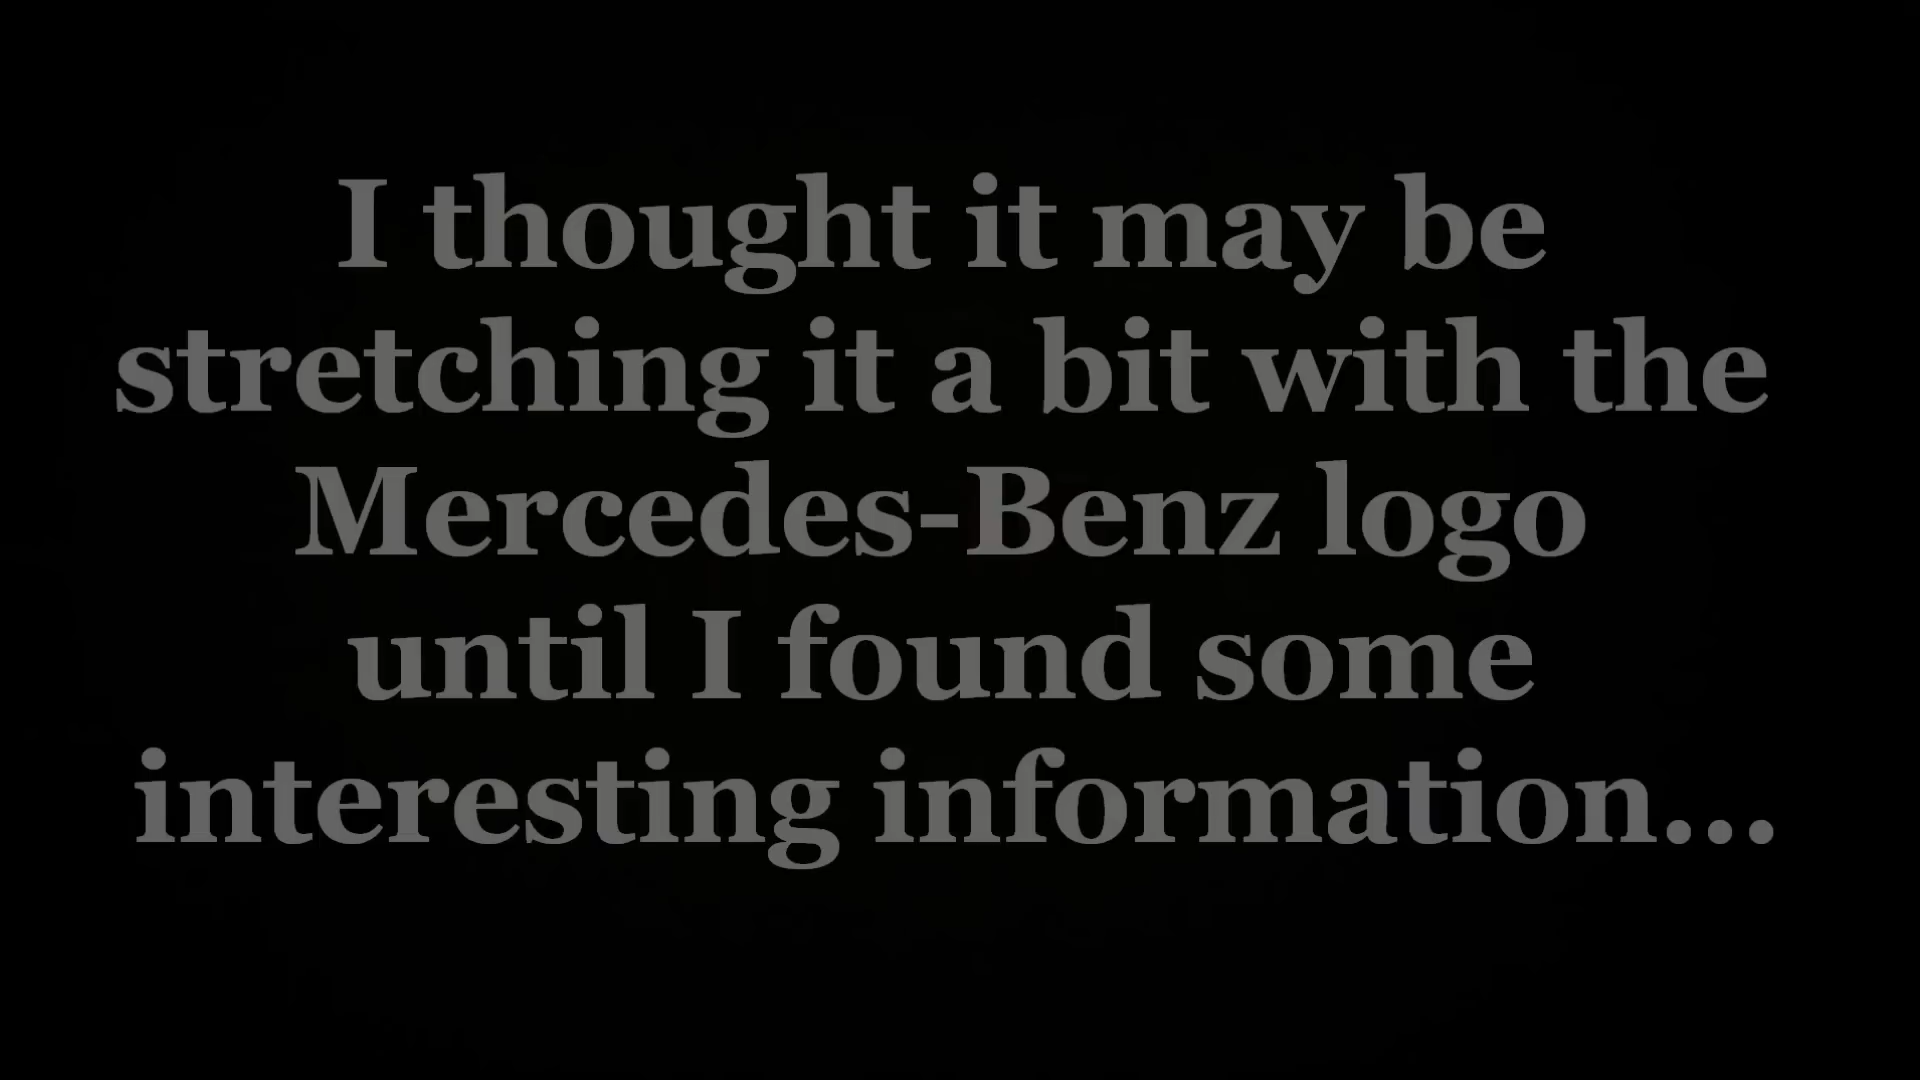 I thought it may be
stretching it a bit with the
Mercedes-Benz logo
until I found some
interesting information...